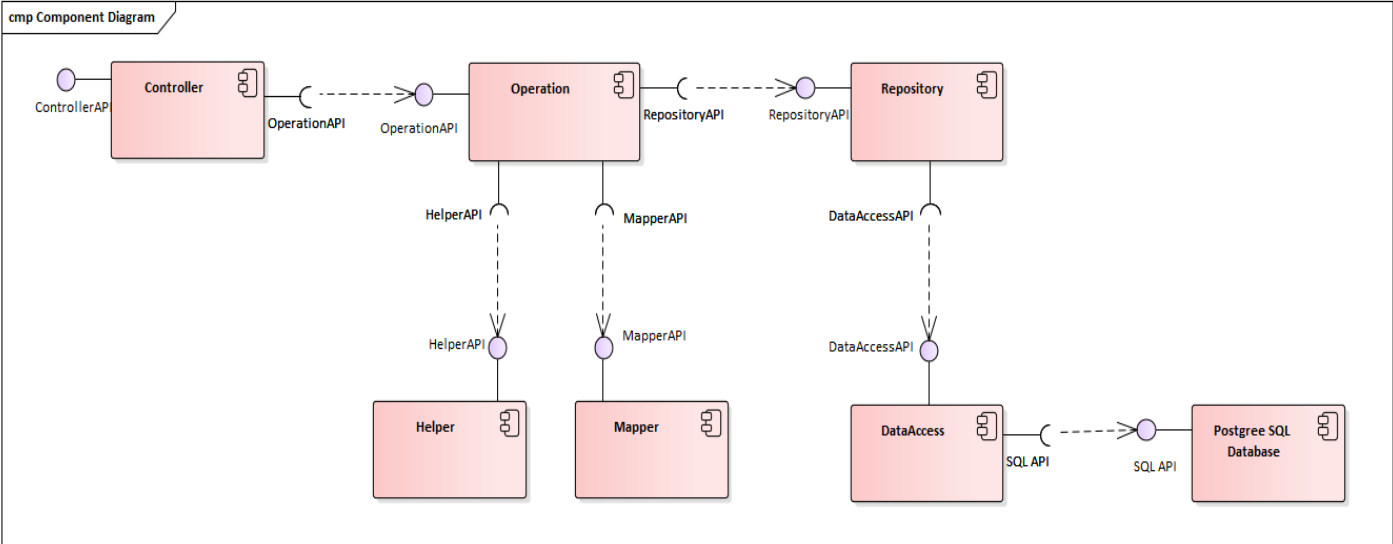 cmp Component Diagram
Controller
Operation
Repository
ControllerAPI
OperationAPI
OperationAPI
RepositoryAPI
RepositoryAPI
HelperAPI
MapperAPI
DataAccessAPI
HelperAPI
MapperAPI
DataAccessAPI
Helper
Mapper
DataAccess
Postgree SQL
Database
SQL API
SQL API